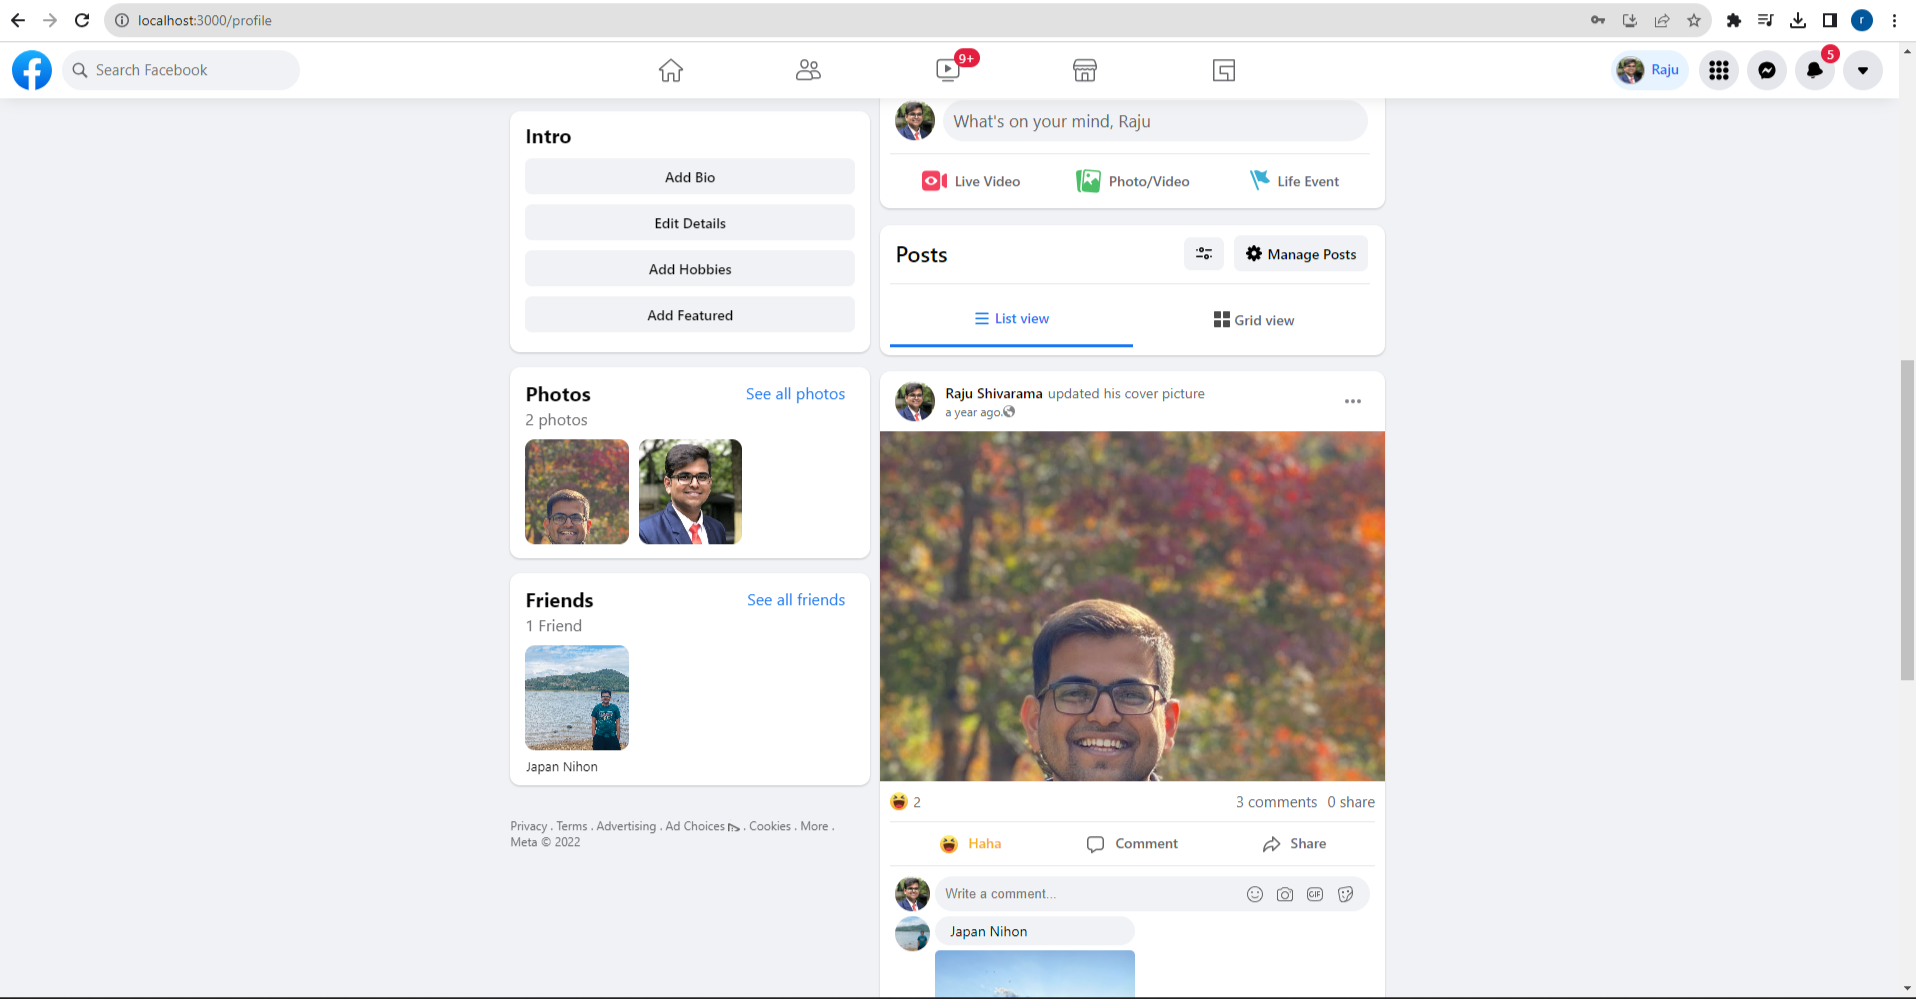 localhost:3000/profile
r
Search Facebook
9+
Raju
5
Intro
Add Bio
Edit Details
Add Hobbies
Add Featured
Photos
See all photos
2 photos
Friends
See all friends
1 Friend
Japan Nihon
Privacy . Terms . Advertising . Ad Choices . Cookies . More .
Meta © 2022
What's on your mind, Raju
Live Video
Photo/Video
Life Event
Posts
Manage Posts
List view
Grid view
Raju Shivarama updated his cover picture
a year ago.
2
3 comments 0 share
Haha
Comment
Share
Write a comment...
GIF
Japan Nihon